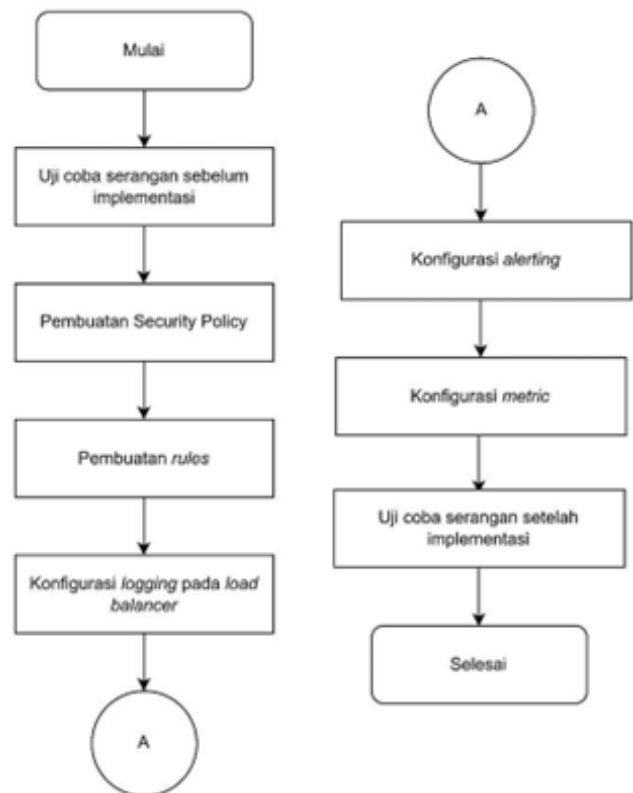 Mulai
Uji coba serangan sebelum
implementasi
Pembuatan Security Policy
Pembuatan rules
Konfigurasi logging pada load
balancer
A
A
Konfigurasi alerting
Konfigurasi metric
Uji coba serangan setelah
implementasi
Selesai